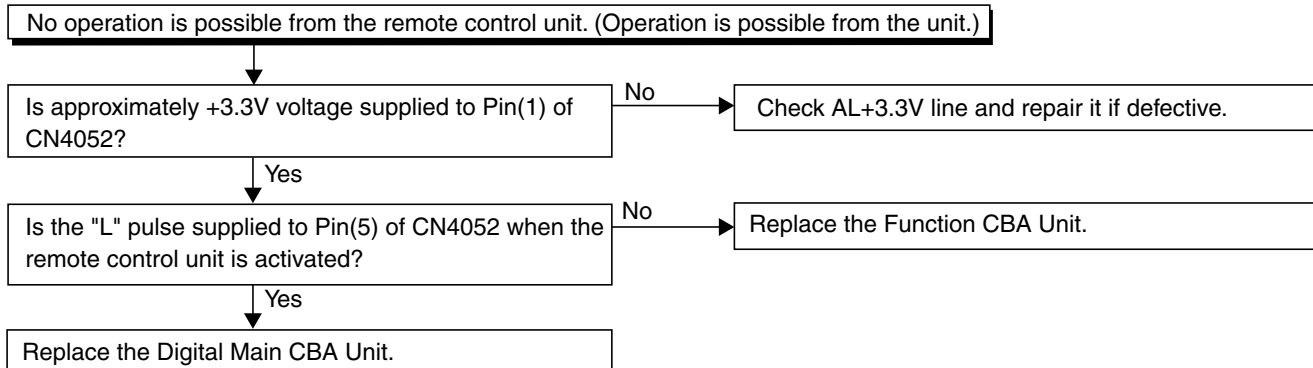 No operation is possible from the remote control unit. (Operation is possible from the unit.)
Is approximately +3.3V voltage supplied to Pin(1) of
CN4052?
No
Check AL+3.3V line and repair it if defective.
Yes
Is the "L" pulse supplied to Pin(5) of CN4052 when the
remote control unit is activated?
No
Replace the Function CBA Unit.
Yes
Replace the Digital Main CBA Unit.